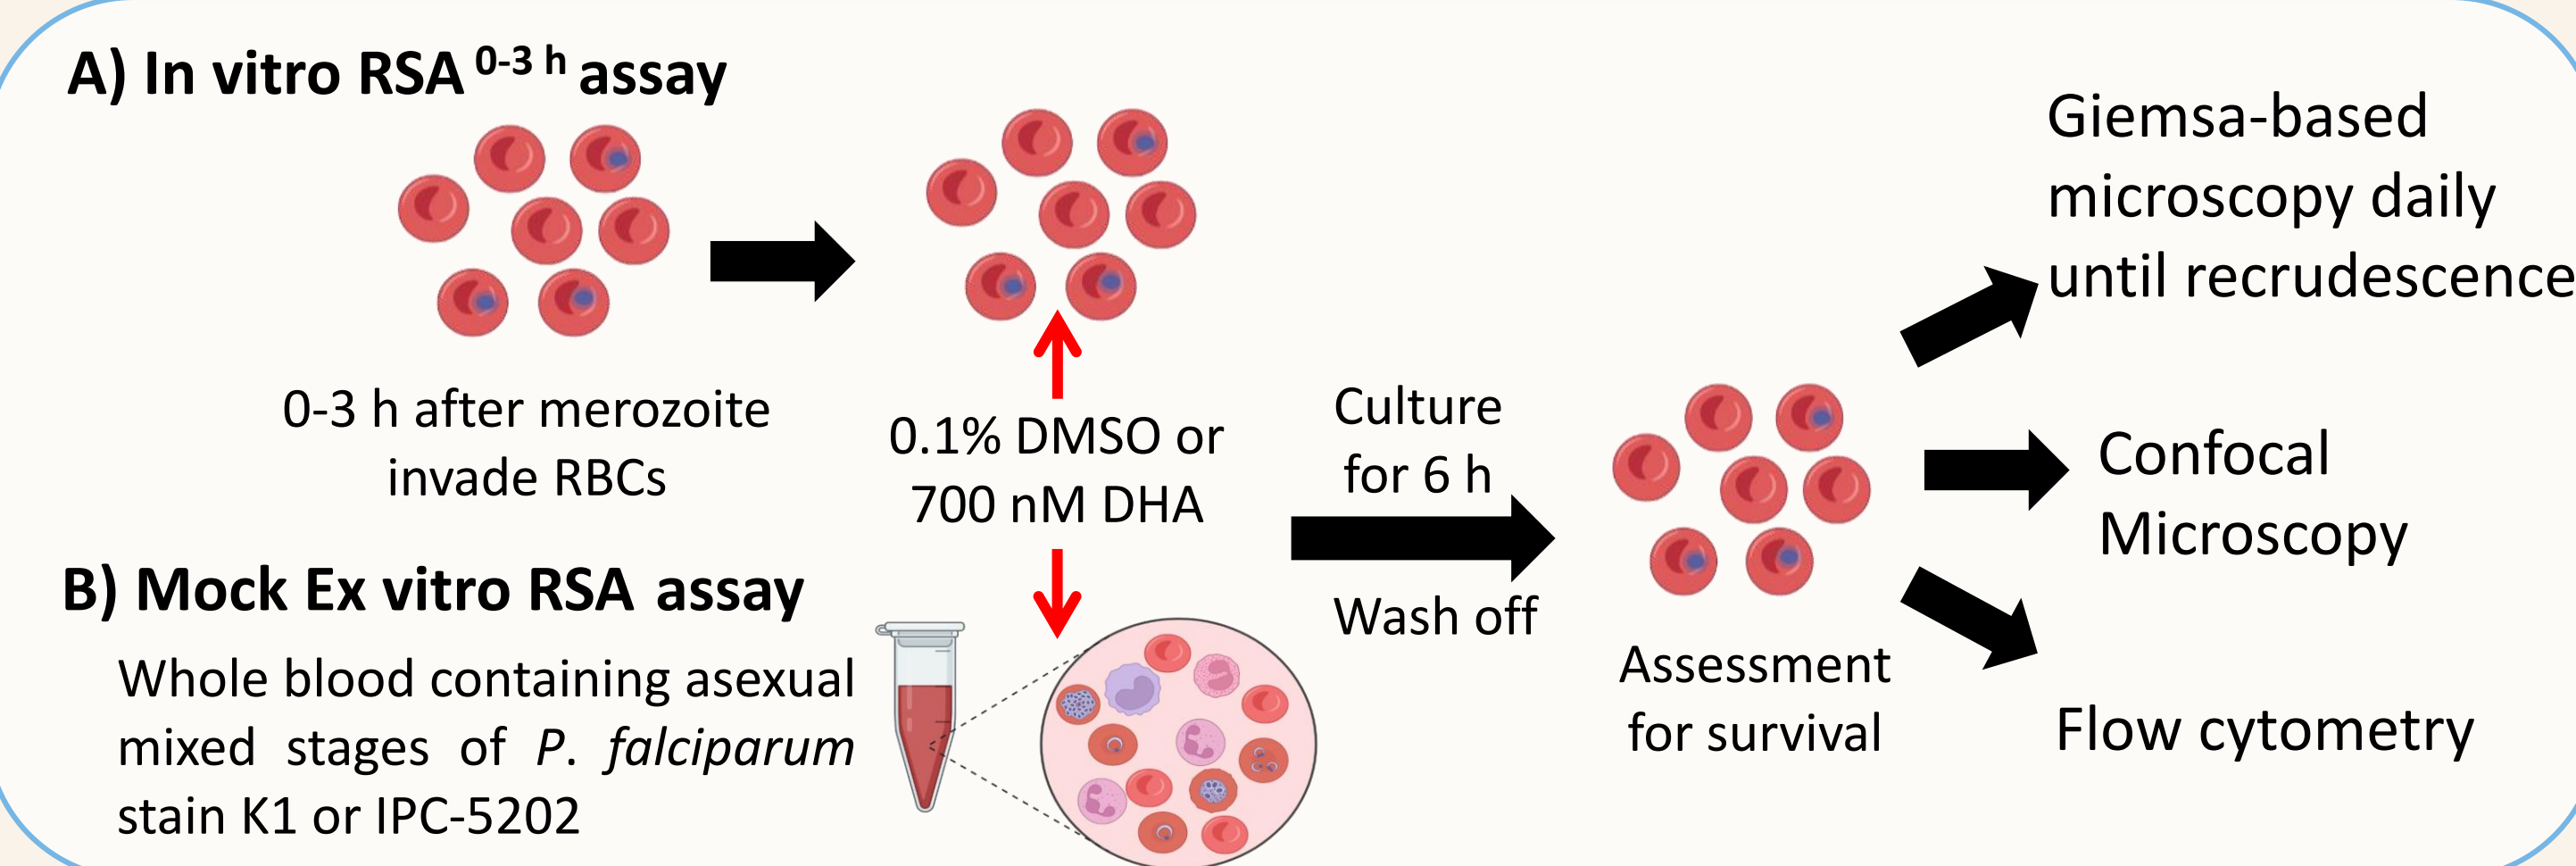 A) In vitro RSA 0-3 h assay
0-3 h after merozoite
invade RBCs
0.1% DMSO or
700 nM DHA
B) Mock Ex vitro RSA assay
Whole blood containing asexual
mixed stages of P. falciparum
stain K1 or IPC-5202
Culture
for 6 h
Wash off
Assessment
for survival
Giemsa-based
microscopy daily
until recrudescence
Confocal
Microscopy
Flow cytometry